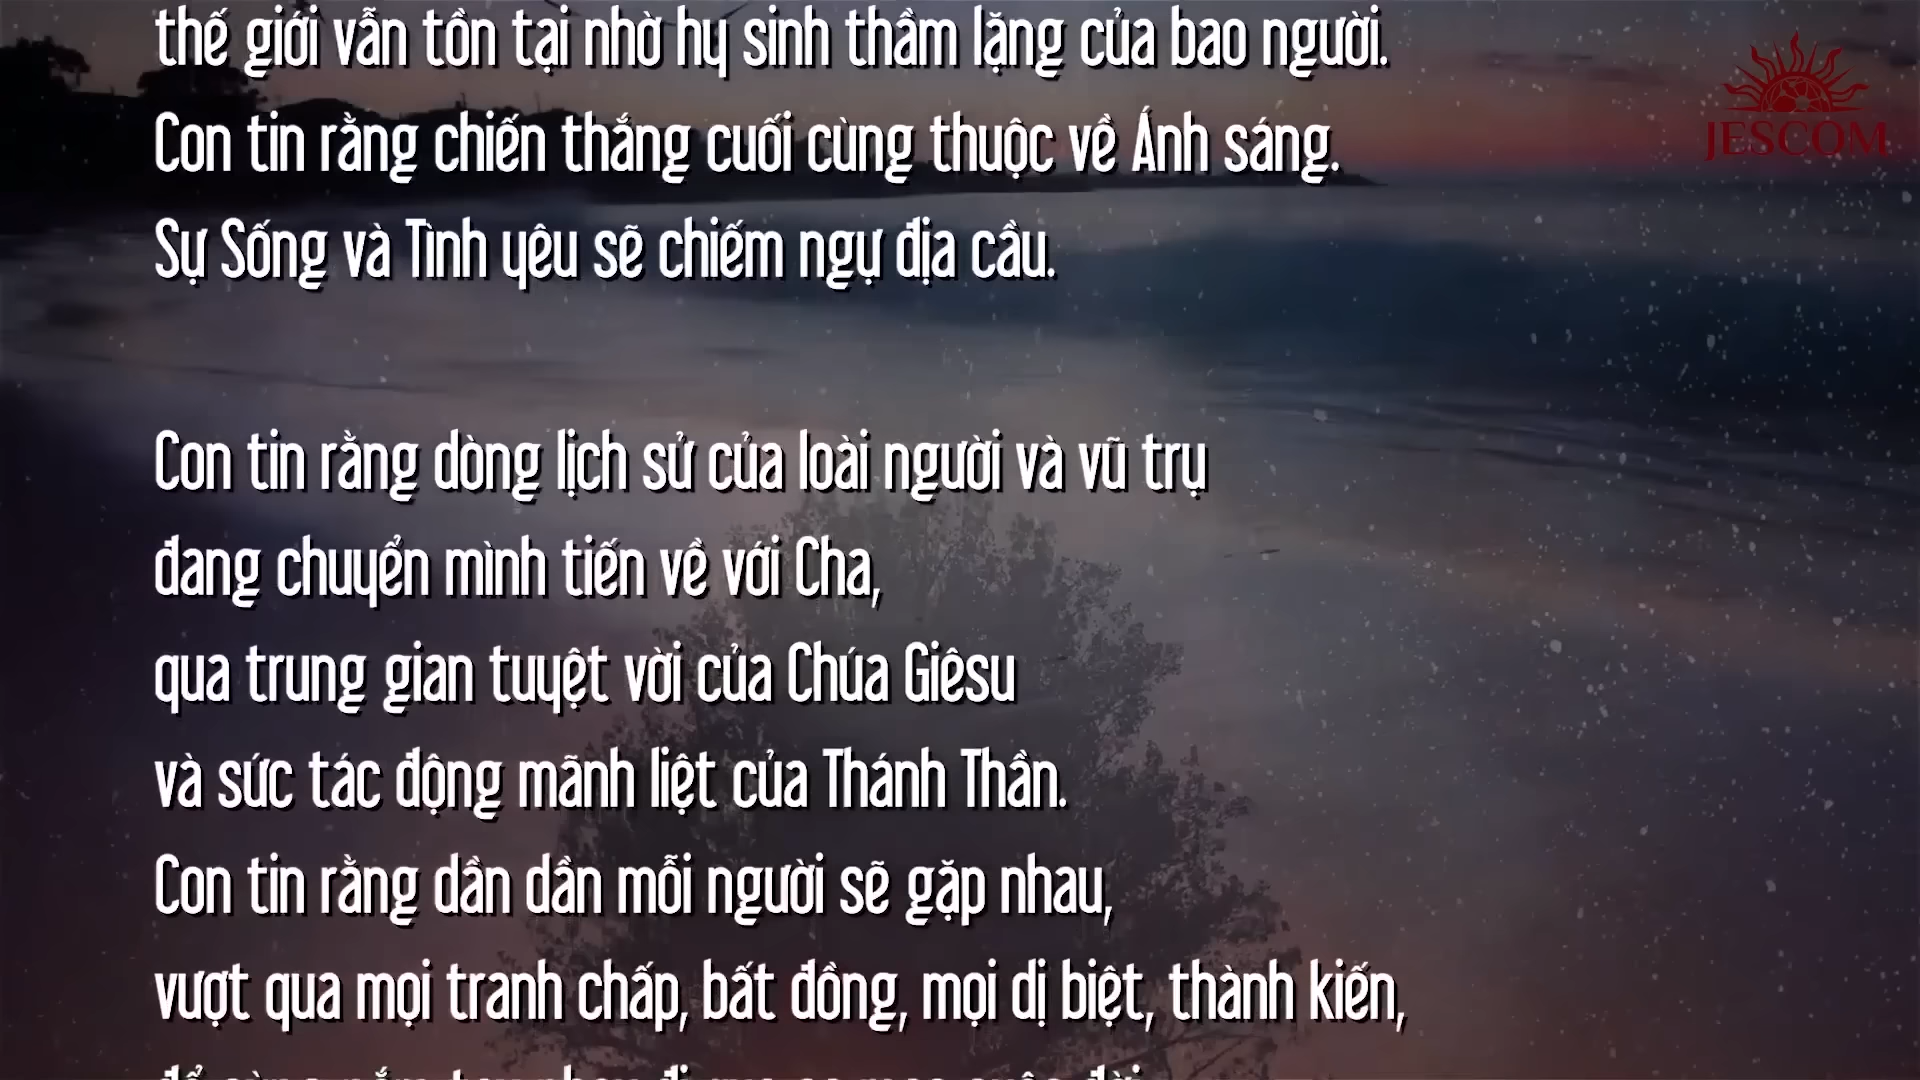 thế giới vẫn tồn tại nhờ hy sinh thầm lặng của bao người.
JESCOM
Con tin rằng chiến thắng cuối cùng thuộc về Ánh sáng.
Sự Sống và Tình yêu sẽ chiếm ngự địa cầu.
Con tin rằng dòng lịch sử của loài người và vũ trụ
đang chuyển mình tiến về với Cha,
qua trung gian tuyệt vời của Chúa Giêsu
và sức tác động mãnh liệt của Thánh Thần.
Con tin rằng dần dần mỗi người sẽ gặp nhau,
vượt qua mọi tranh chấp, bất đồng, mọi dị biệt, thành kiến,